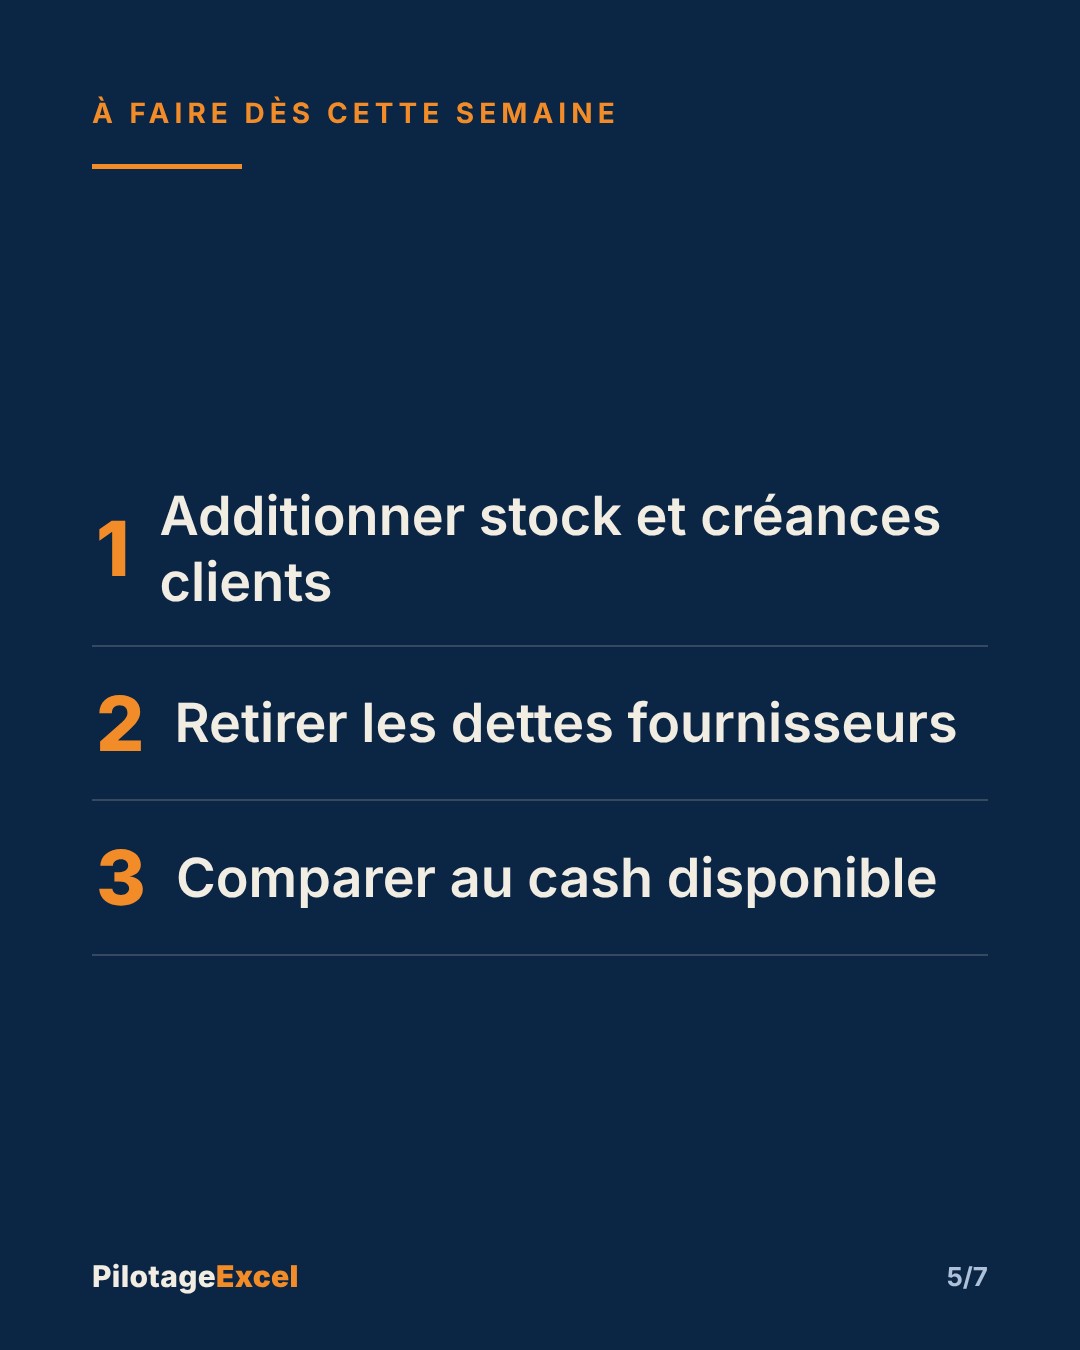 À FAIRE DÈS CETTE SEMAINE
1 Additionner stock et créances
clients
2 Retirer les dettes fournisseurs
3 Comparer au cash disponible
PilotageExcel
5/7